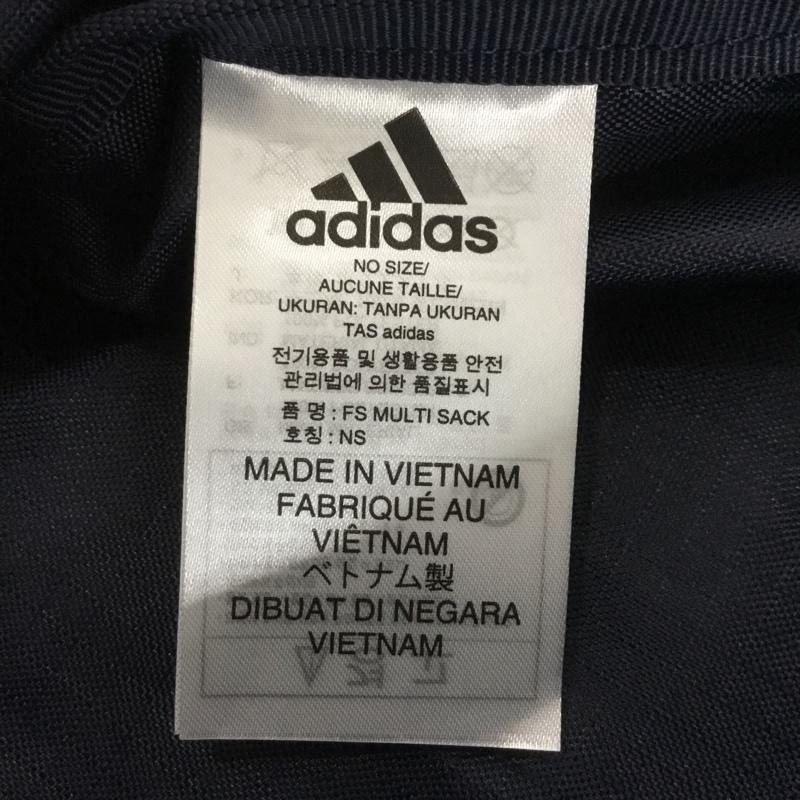 adidas
NO SIZE/
AUCUNE TAILLE/
UKURAN: TANPA UKURAN
TAS adidas
전기용품 및 생활용품 안전
관리법에 의한 품질표시
품 명 : FS MULTI SACK
호칭 : NS
MADE IN VIETNAM
FABRIQUÉ AU
VIÊTNAM
ベトナム製
DIBUAT DI NEGARA
VIETNAM